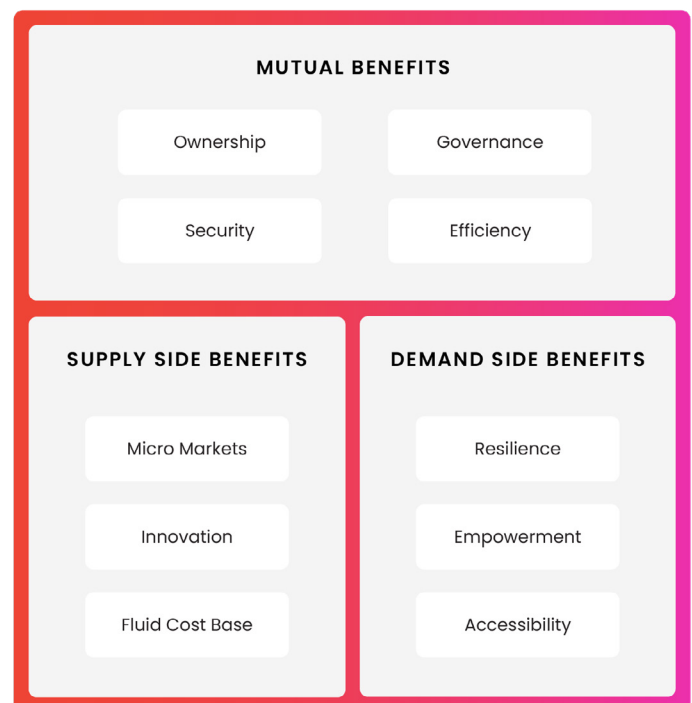 MUTUAL BENEFITS
Ownership
Governance
Security
Efficiency
SUPPLY SIDE BENEFITS
Micro Markets
Innovation
Fluid Cost Base
DEMAND SIDE BENEFITS
Resilience
Empowerment
Accessibility